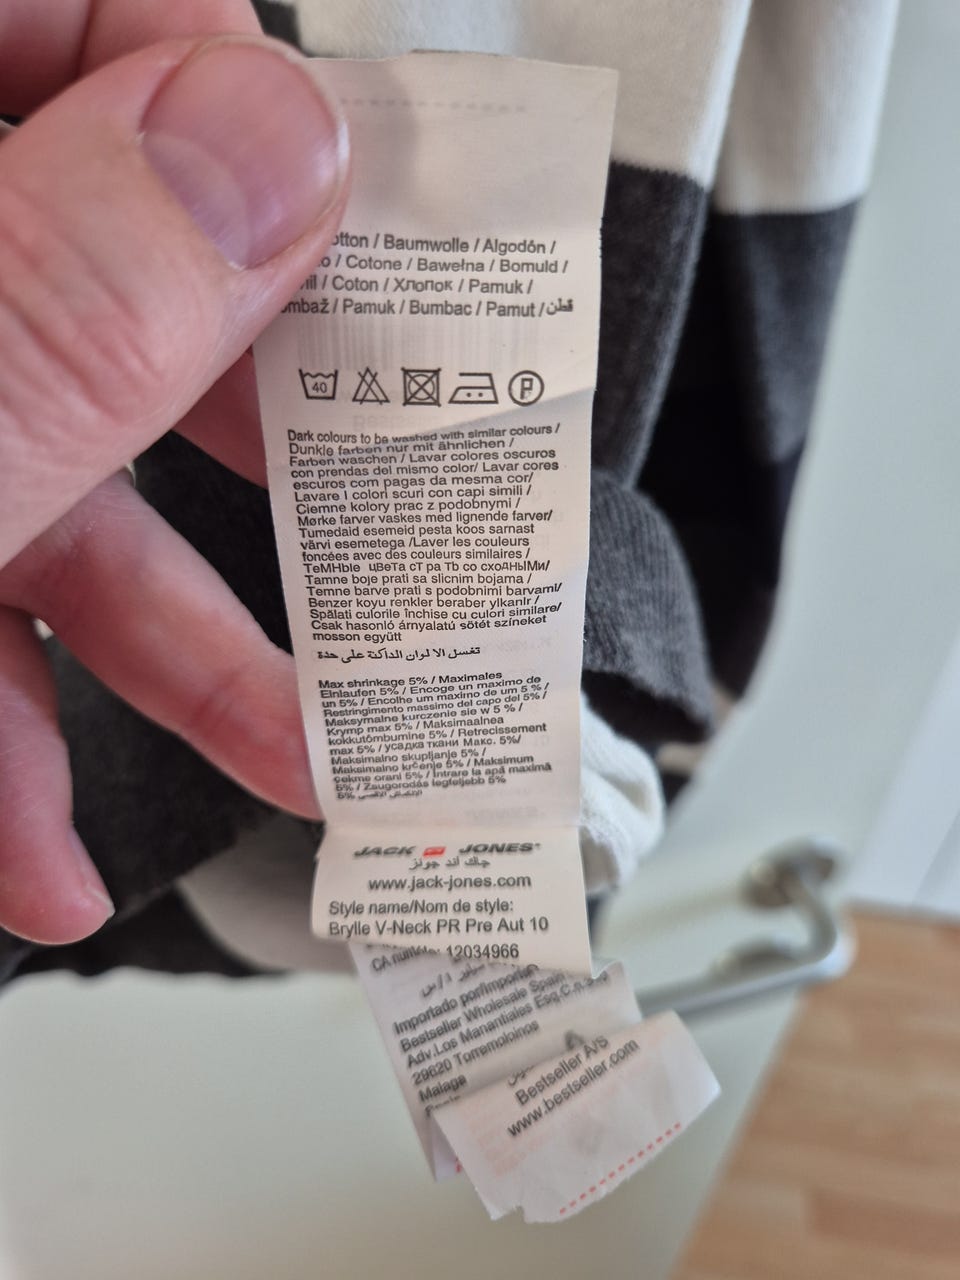 / Baumwolle / Algodón /
/ Cotone / Bawełna / Bomuld /
/ Coton / Хлопок / Pamuk /
/ Pamuk / Bumbac / Pamut / قطن
40
P
Dark colours to be washed with similar colours /
Dunkle farben nur mit ähnlichen /
Farben waschen / Lavar colores oscuros
con prendas del mismo color/ Lavar cores
escuros com pagas da mesma cor/
Lavare I colori scuri con capi simili /
Ciemne kolory prac z podobnymi /
Mørke farver vaskes med lignende farver/
Tumedaid esemeid pesta koos sarnast
värvi esemetega /Laver les couleurs
foncées avec des couleurs similaires /
ТеМНЫе цВеТа сТ ра Ть со схОДНЫМи/
Tamne boje prati sa slicnim bojama /
Temne barve prati s podobnimi barvami/
Benzer koyu renkler beraber yIkanIr /
Spălati culorile închise cu culori similare/
Csak hasonló árnyalatú sötét színeket
mosson együtt
تغسل الا لوان الداكنة على حدة
Max shrinkage 5% / Maximales
Einlaufen 5% / Encoge un maximo de
un 5% / Encolhe um maximo de um 5 % /
Restringimento massimo del capo del 5% /
Maksymalne kurczenie sie w 5 % /
Krymp max 5% / Maksimaalnea
kokkutõmbumine 5% / Retrecissement
max 5% / усадка ткани Макс. 5%/
Maksimalno skupljanje 5% /
Maksimalno krčenje 5% / Maksimum
çekme orani 5% / Intrare la apă maximă
5% / Zsugorodás legfeljebb 5%
5%
JACK JONES
جاك اند جونز
www.jack-jones.com
Style name/Nom de style:
Brylle V-Neck PR Pre Aut 10
CA 12034966
Importado por/Importar
Bestseller Wholesale Spain
Adv.Los Manantiales Esq.C.n.
29620 Torremoloinos
Malaga
Bestseller A/S
www.bestseller.com